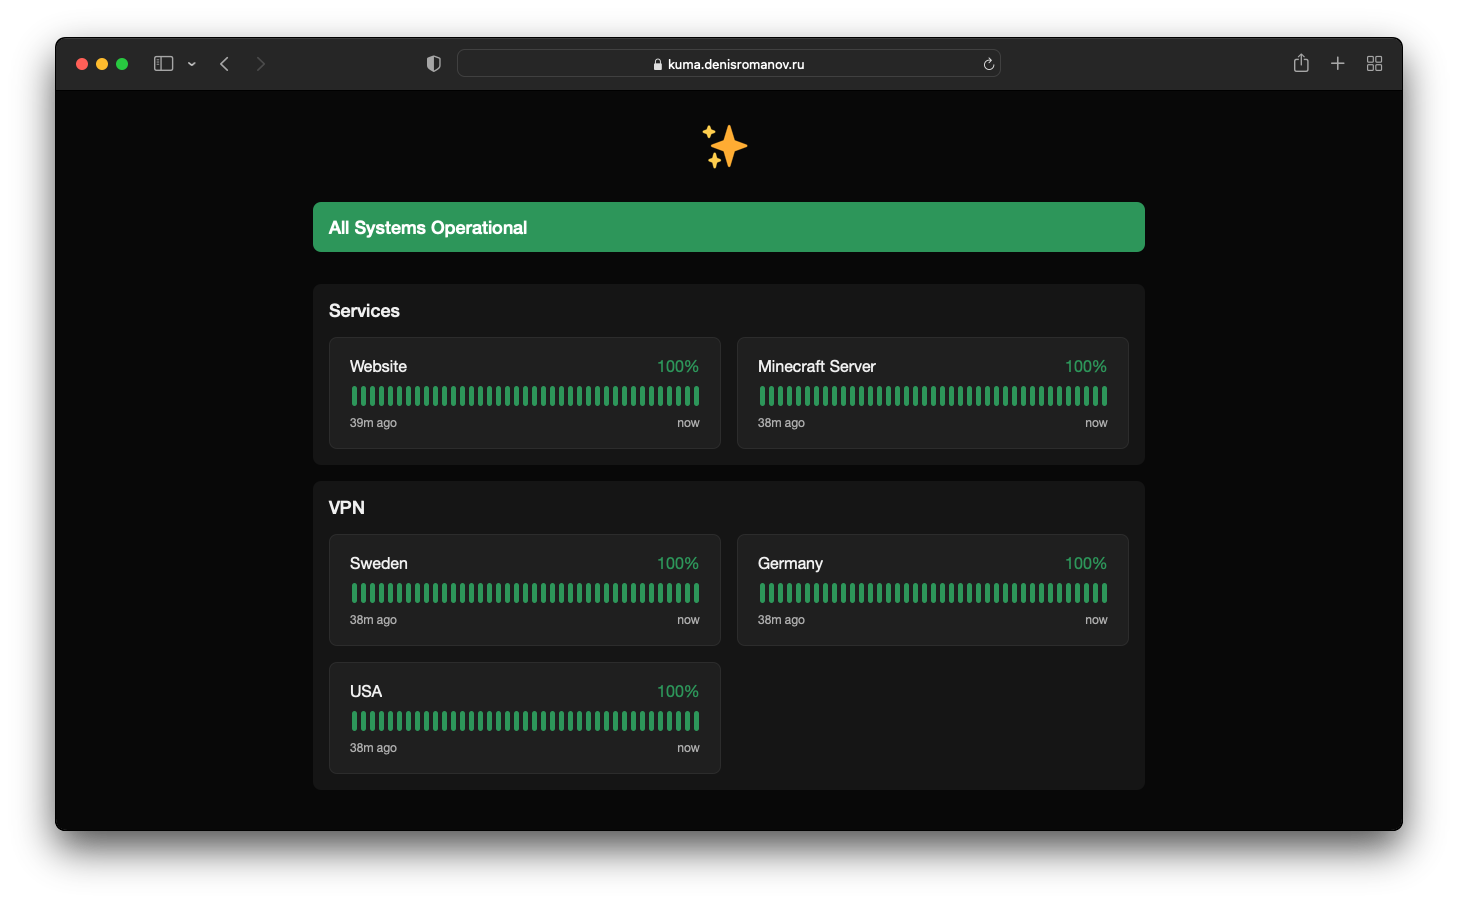 kuma.denisromanov.ru
All Systems Operational
Services
Website 100%
39m ago now
Minecraft Server 100%
38m ago now
VPN
Sweden 100%
38m ago now
Germany 100%
38m ago now
USA 100%
38m ago now